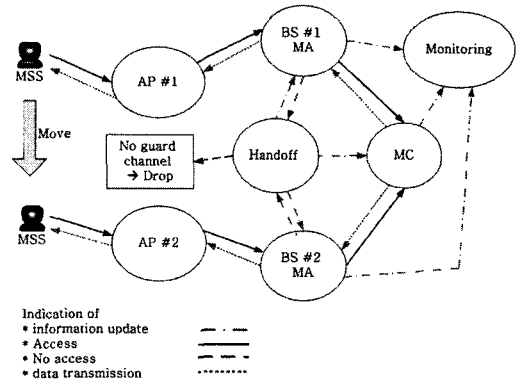 MSS
AP #1
BS #1
MA
Monitoring
Move
No guard
channel
→ Drop
Handoff
MC
MSS
AP #2
BS #2
MA
Indication of
* information update
* Access
* No access
* data transmission